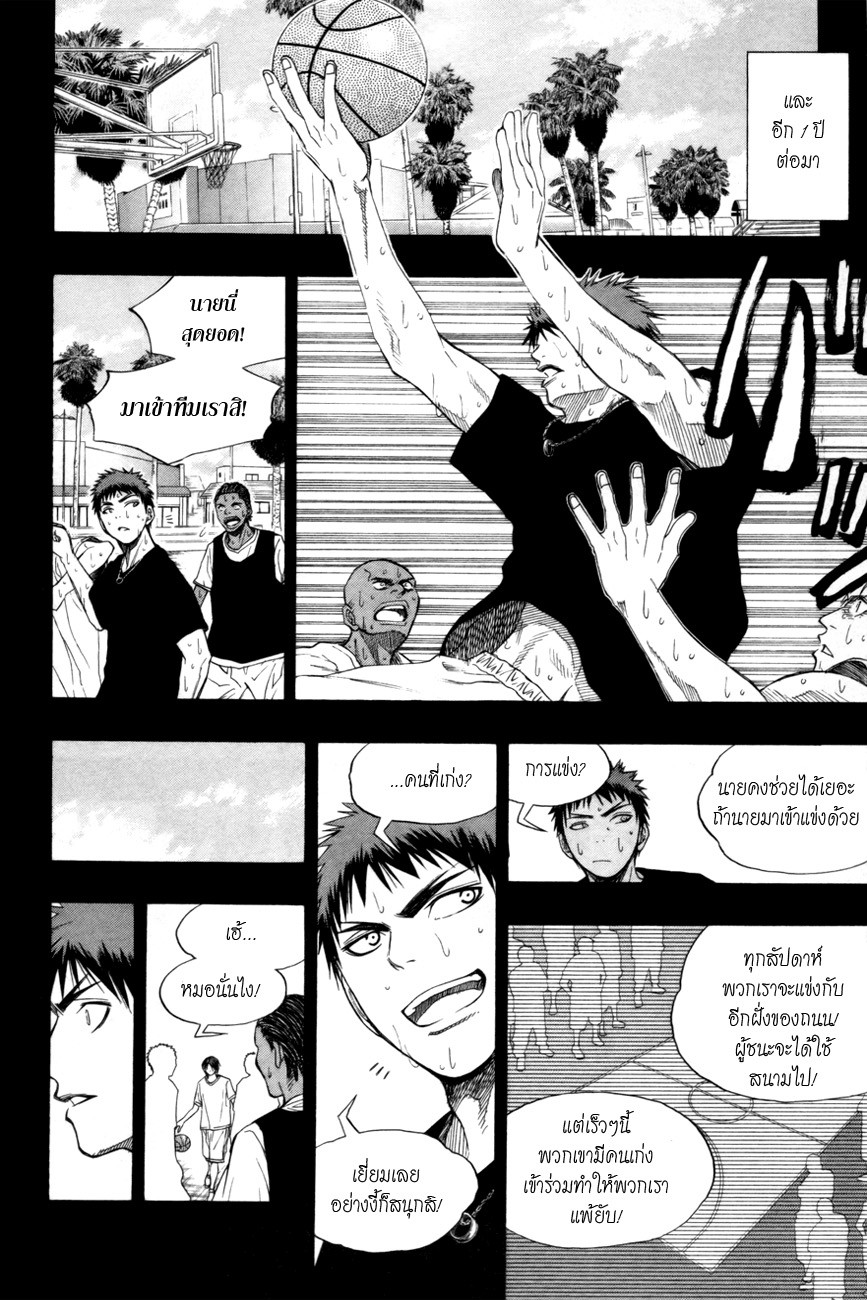 และ
อีก 1 ปี
ต่อมา
นายนี่
สุดยอด!
มาเข้าทีมเราสิ!
นายคงช่วยได้เยอะ
ถ้านายมาเข้าแข่งด้วย
การแข่ง?
ทุกสัปดาห์
พวกเราจะแข่งกับ
อีกฝั่งของถนน!
ผู้ชนะจะได้ใช้
สนามไป!
แต่เร็วๆนี้
พวกเขามีคนเก่ง
เข้าร่วมทำให้พวกเรา
แพ้ยับ!
...คนที่เก่ง?
เยี่ยมเลย
อย่างงี้ก็สนุกสิ!
เฮ้...
หมอนั่นไง!